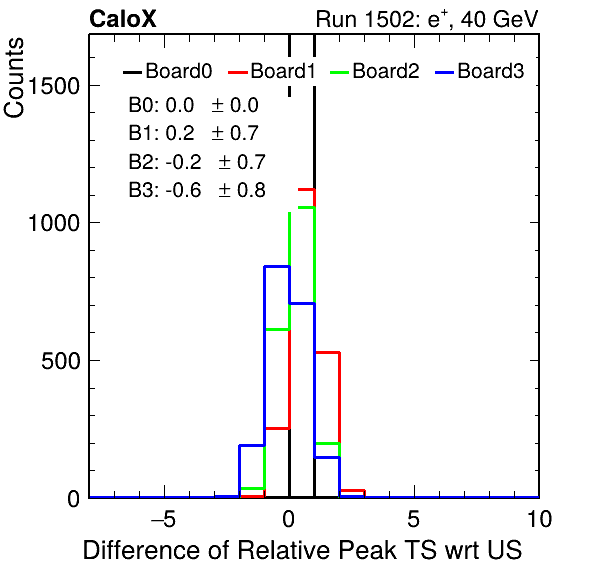 CaloX Run 1502: e+, 40 GeV
Counts
Board0 Board1 Board2 Board3
B0: 0.0 ± 0.0
B1: 0.2 ± 0.7
B2: -0.2 ± 0.7
B3: -0.6 ± 0.8
1500
1000
500
0
−5 0 5 10
Difference of Relative Peak TS wrt US